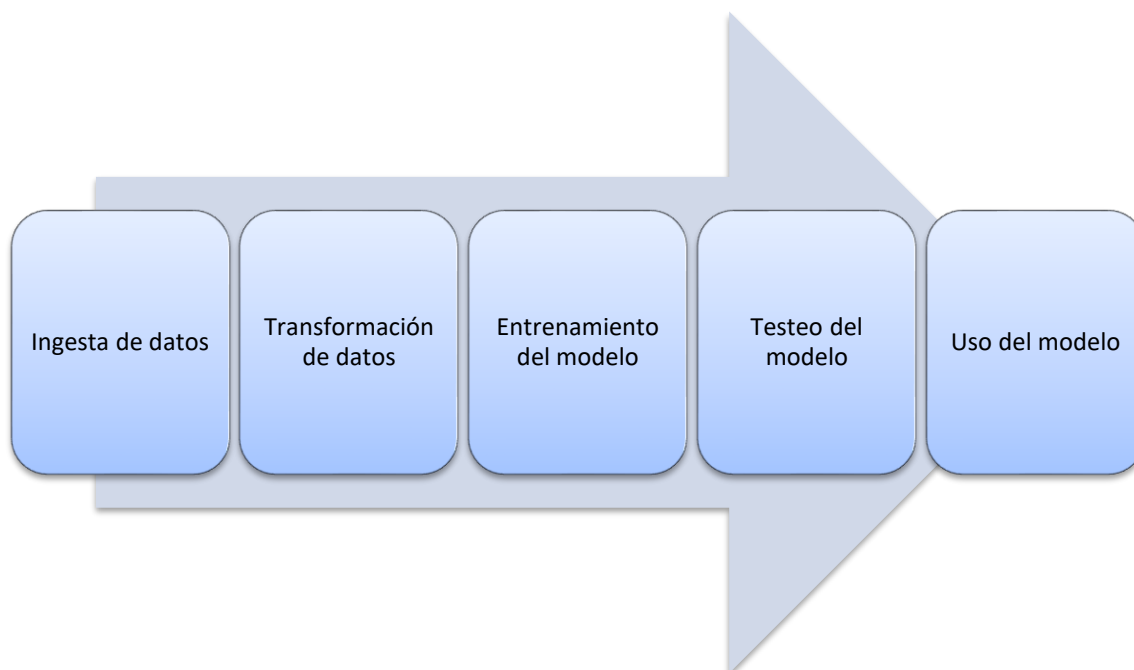 Ingesta de datos
Transformación
de datos
Entrenamiento
del modelo
Testeo del
modelo
Uso del modelo